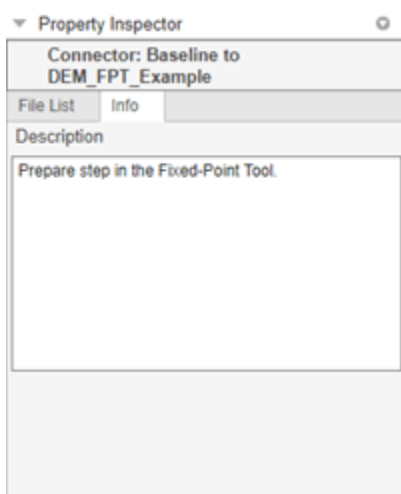 Property Inspector
Connector: Baseline to
DEM_FPT_Example
File List Info
Description
Prepare step in the Fixed-Point Tool.